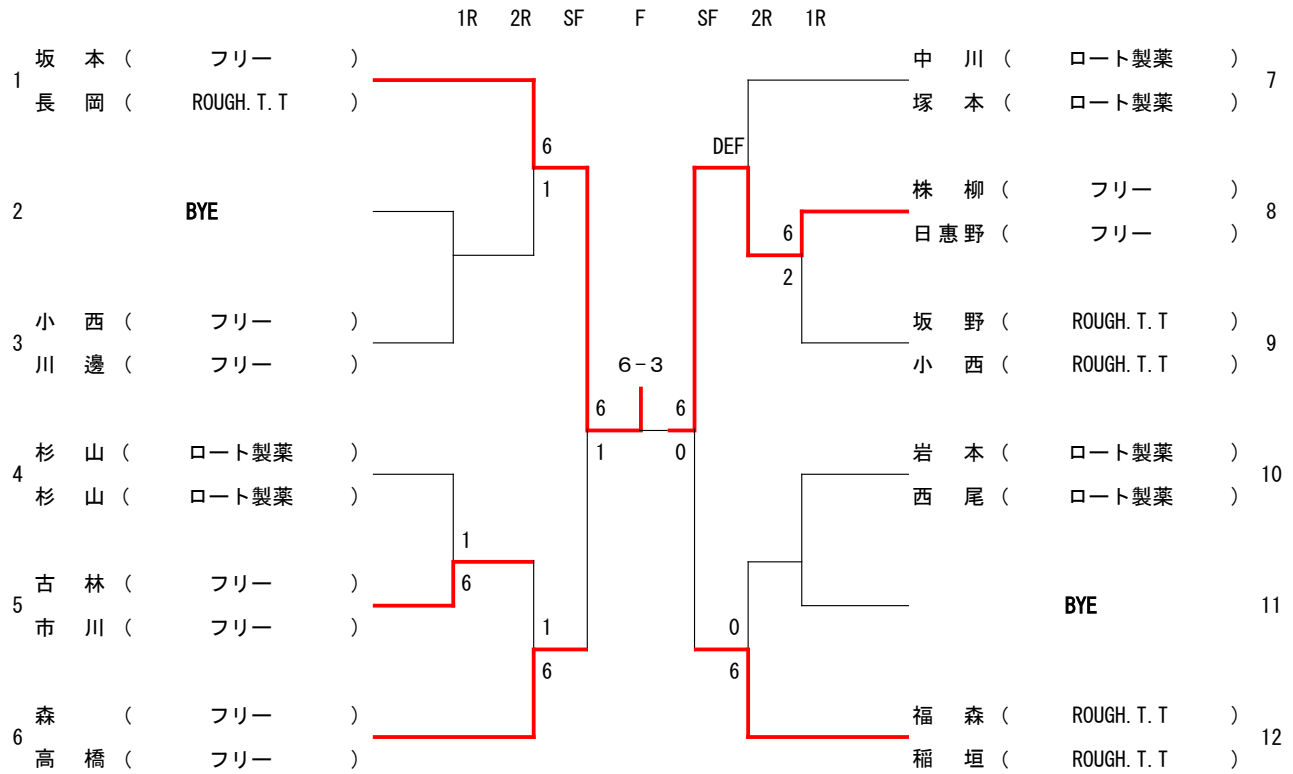 1R 2R SF F SF 2R 1R
1 坂本（ フリー ）
長岡（ ROUGH.T.T ）
2 BYE
3 小西（ フリー ）
川邊（ フリー ）
4 杉山（ ロート製薬 ）
杉山（ ロート製薬 ）
5 古林（ フリー ）
市川（ フリー ）
6 森（ フリー ）
高橋（ フリー ）
6
1
1
6
1
6
6
1
6-3
6
0
DEF
6
2
0
6
中川（ ロート製薬 ） 7
塚本（ ロート製薬 ）
株柳（ フリー ） 8
日恵野（ フリー ）
坂野（ ROUGH.T.T ） 9
小西（ ROUGH.T.T ）
岩本（ ロート製薬 ） 10
西尾（ ロート製薬 ）
BYE 11
福森（ ROUGH.T.T ） 12
稲垣（ ROUGH.T.T ）